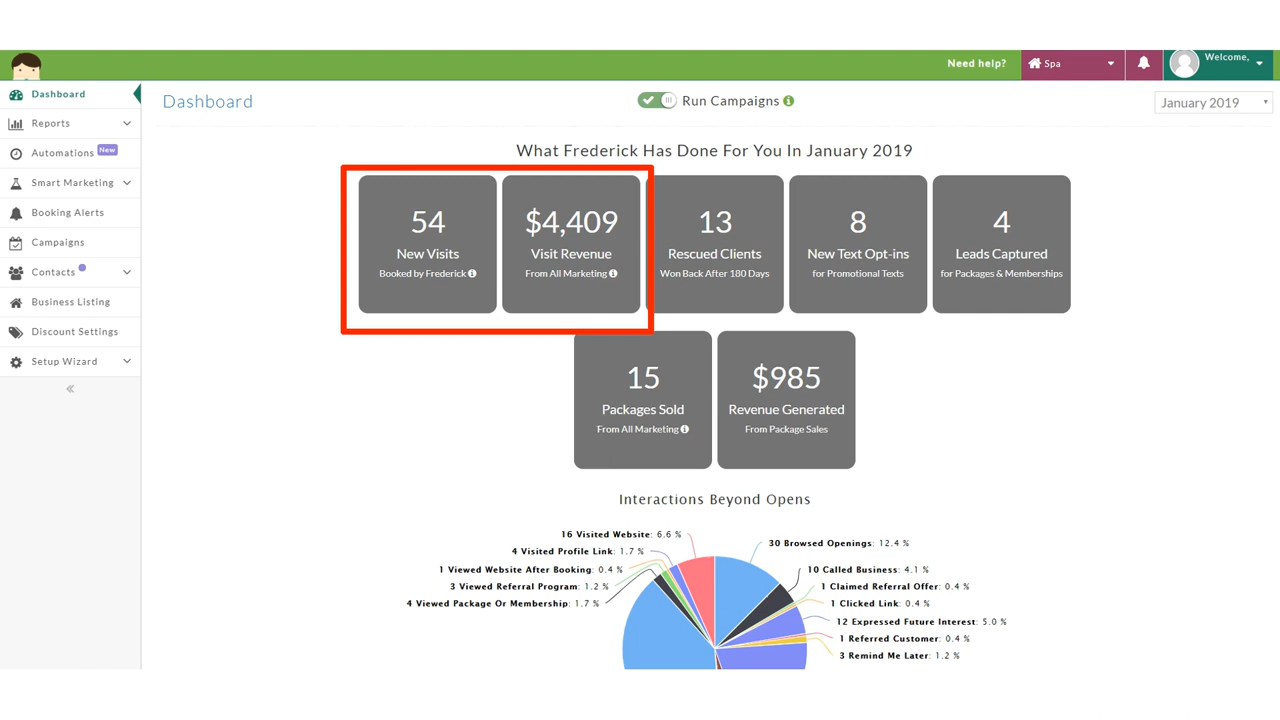 Need help?
Spa
Welcome,
Dashboard
Reports
Automations New
Smart Marketing
Booking Alerts
Campaigns
Contacts
Business Listing
Discount Settings
Setup Wizard
«
Dashboard
Run Campaigns
January 2019
What Frederick Has Done For You In January 2019
54
New Visits
Booked by Frederick
$4,409
Visit Revenue
From All Marketing
13
Rescued Clients
Won Back After 180 Days
8
New Text Opt-ins
for Promotional Texts
4
Leads Captured
for Packages & Memberships
15
Packages Sold
From All Marketing
$985
Revenue Generated
From Package Sales
Interactions Beyond Opens
16 Visited Website: 6.6 %
4 Visited Profile Link: 1.7 %
1 Viewed Website After Booking: 0.4 %
3 Viewed Referral Program: 1.2 %
4 Viewed Package Or Membership: 1.7 %
30 Browsed Openings: 12.4 %
10 Called Business: 4.1 %
1 Claimed Referral Offer: 0.4 %
1 Clicked Link: 0.4 %
12 Expressed Future Interest: 5.0 %
1 Referred Customer: 0.4 %
3 Remind Me Later: 1.2 %